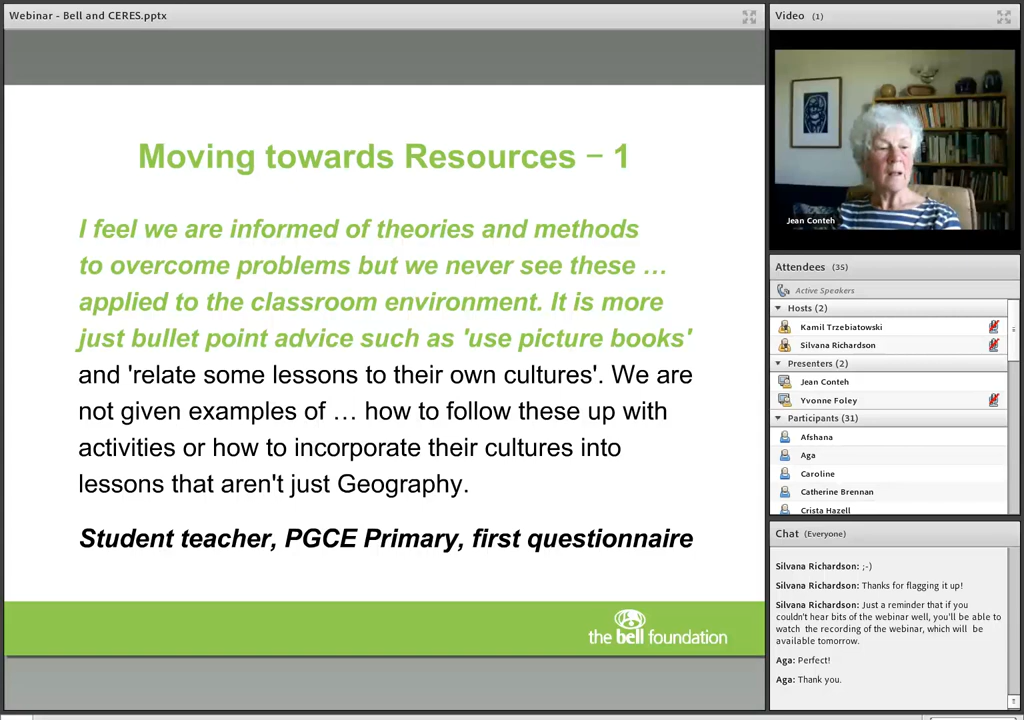 Webinar - Bell and CERES.pptx
Moving towards Resources – 1
I feel we are informed of theories and methods
to overcome problems but we never see these …
applied to the classroom environment. It is more
just bullet point advice such as 'use picture books'
and 'relate some lessons to their own cultures'. We are
not given examples of … how to follow these up with
activities or how to incorporate their cultures into
lessons that aren't just Geography.
Student teacher, PGCE Primary, first questionnaire
the bell foundation
Video (1)
Jean Conteh
Attendees (35)
Active Speakers
Hosts (2)
Kamil Trzebiatowski
Silvana Richardson
Presenters (2)
Jean Conteh
Yvonne Foley
Participants (31)
Afshana
Aga
Caroline
Catherine Brennan
Crista Hazell
Chat (Everyone)
Silvana Richardson: ;-)
Silvana Richardson: Thanks for flagging it up!
Silvana Richardson: Just a reminder that if you
couldn't hear bits of the webinar well, you'll be able to
watch the recording of the webinar, which will be
available tomorrow.
Aga: Perfect!
Aga: Thank you.